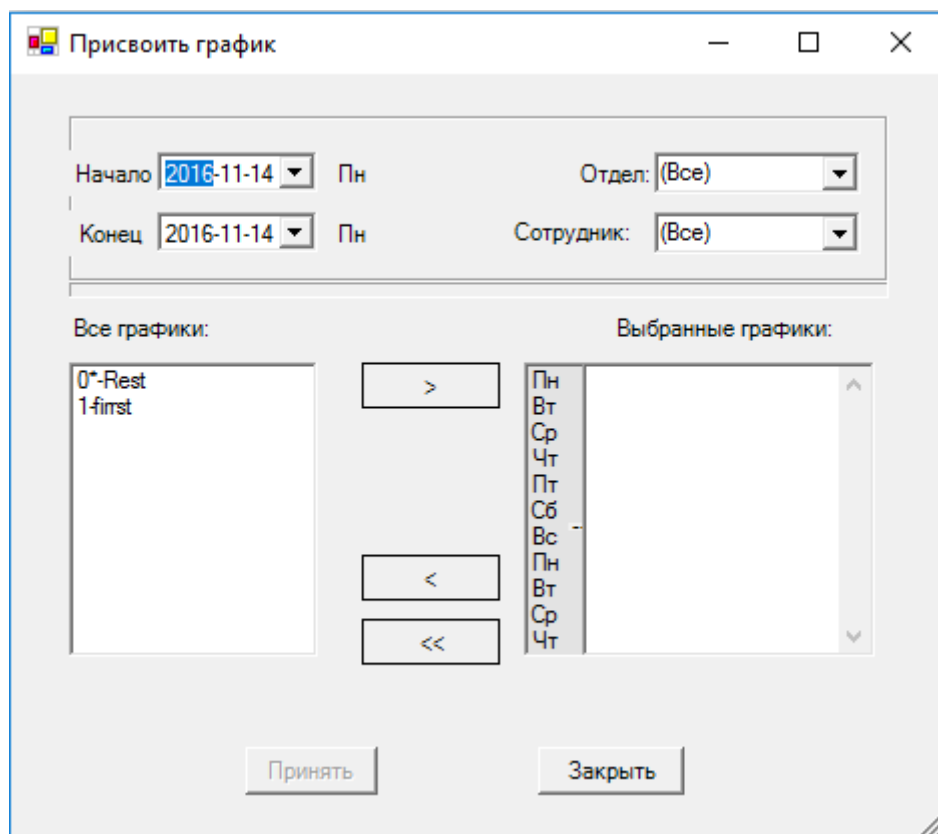 Присвоить график
Начало 2016-11-14 Пн Отдел: (Все)
Конец 2016-11-14 Пн Сотрудник: (Все)
Все графики: Выбранные графики:
0*-Rest
1-firrst
>
<
<<
Пн
Вт
Ср
Чт
Пт
Сб
Вс
Пн
Вт
Ср
Чт
Принять Закрыть